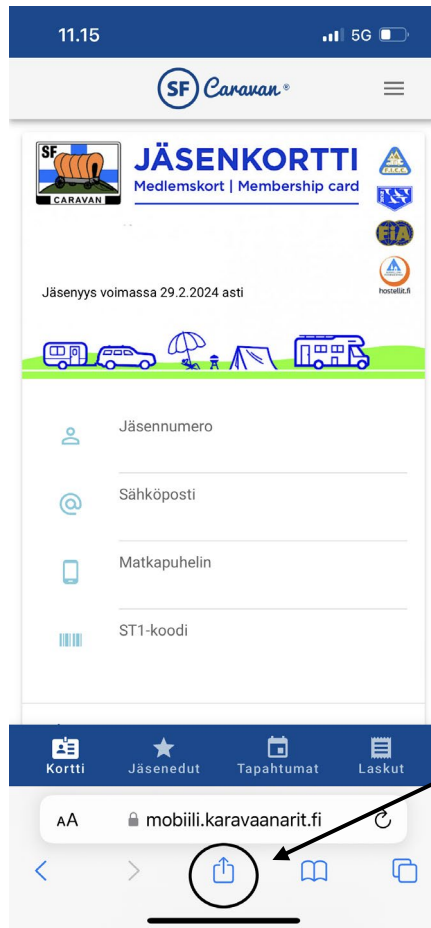 11.15
5G
SF Caravan®
SF
CARAVAN
JÄSENKORTTI
Medlemskort | Membership card
FIA
hostellit.fi
Jäsenyys voimassa 29.2.2024 asti
Jäsennumero
Sähköposti
Matkapuhelin
ST1-koodi
Kortti Jäsenedut Tapahtumat Laskut
AA mobiili.karavaanarit.fi